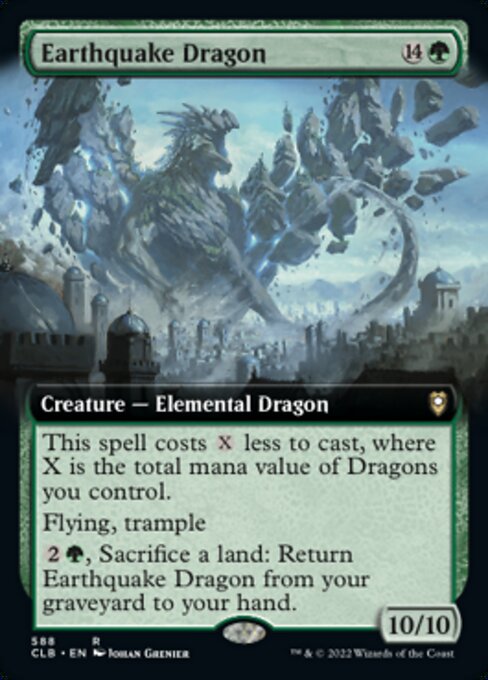 Earthquake Dragon 14
Creature — Elemental Dragon
This spell costs X less to cast, where
X is the total mana value of Dragons
you control.
Flying, trample
2, Sacrifice a land: Return
Earthquake Dragon from your
graveyard to your hand.
10/10
588 R
CLB • EN Johan Grenier
™ & © 2022 Wizards of the Coast